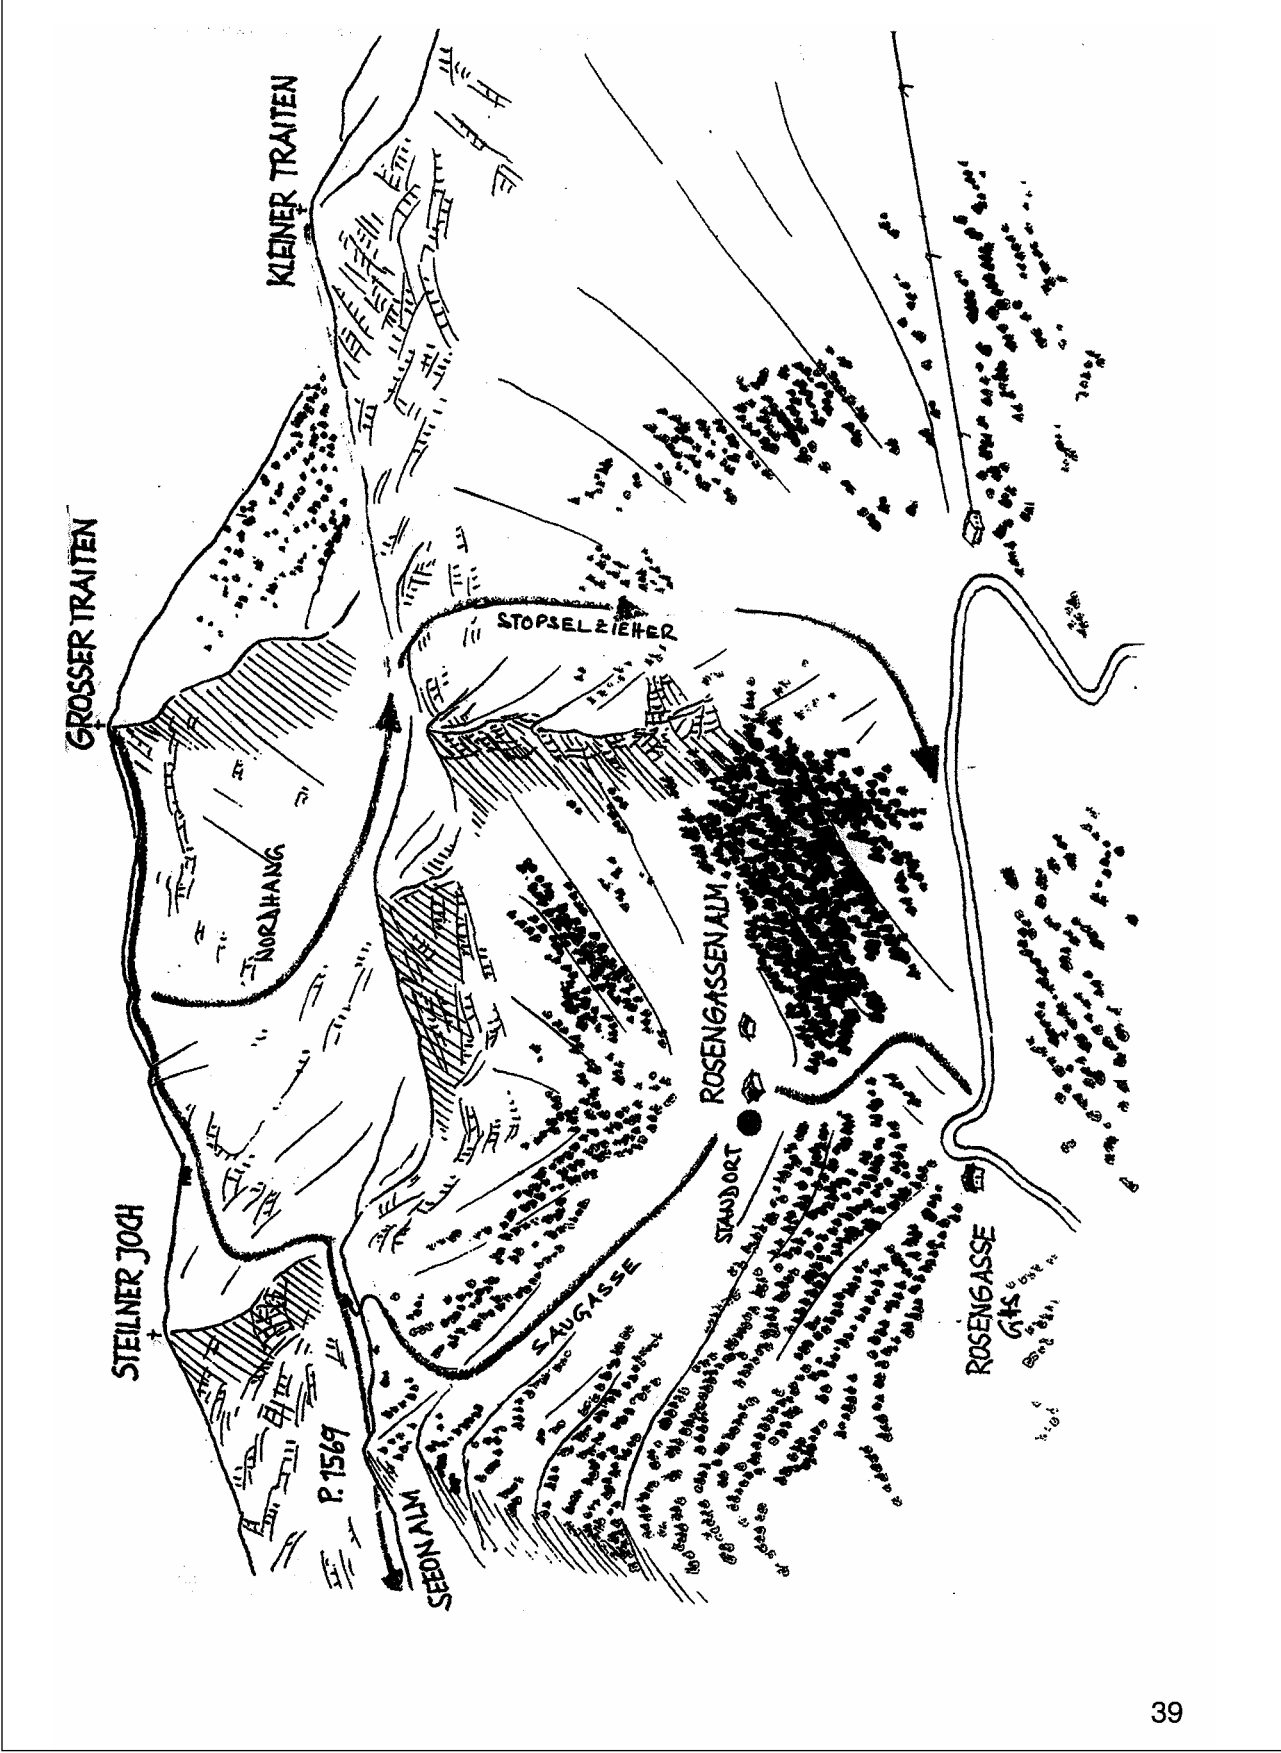 STEILNER JOCH
GROSSER TRAITEN
KLEINER TRAITEN
P. 1569
SEEONALM
NORDHANG
STOPSELZIEHER
SAUGASSE
STANDORT
ROSENGASSENALM
ROSENGASSE
GHS
39